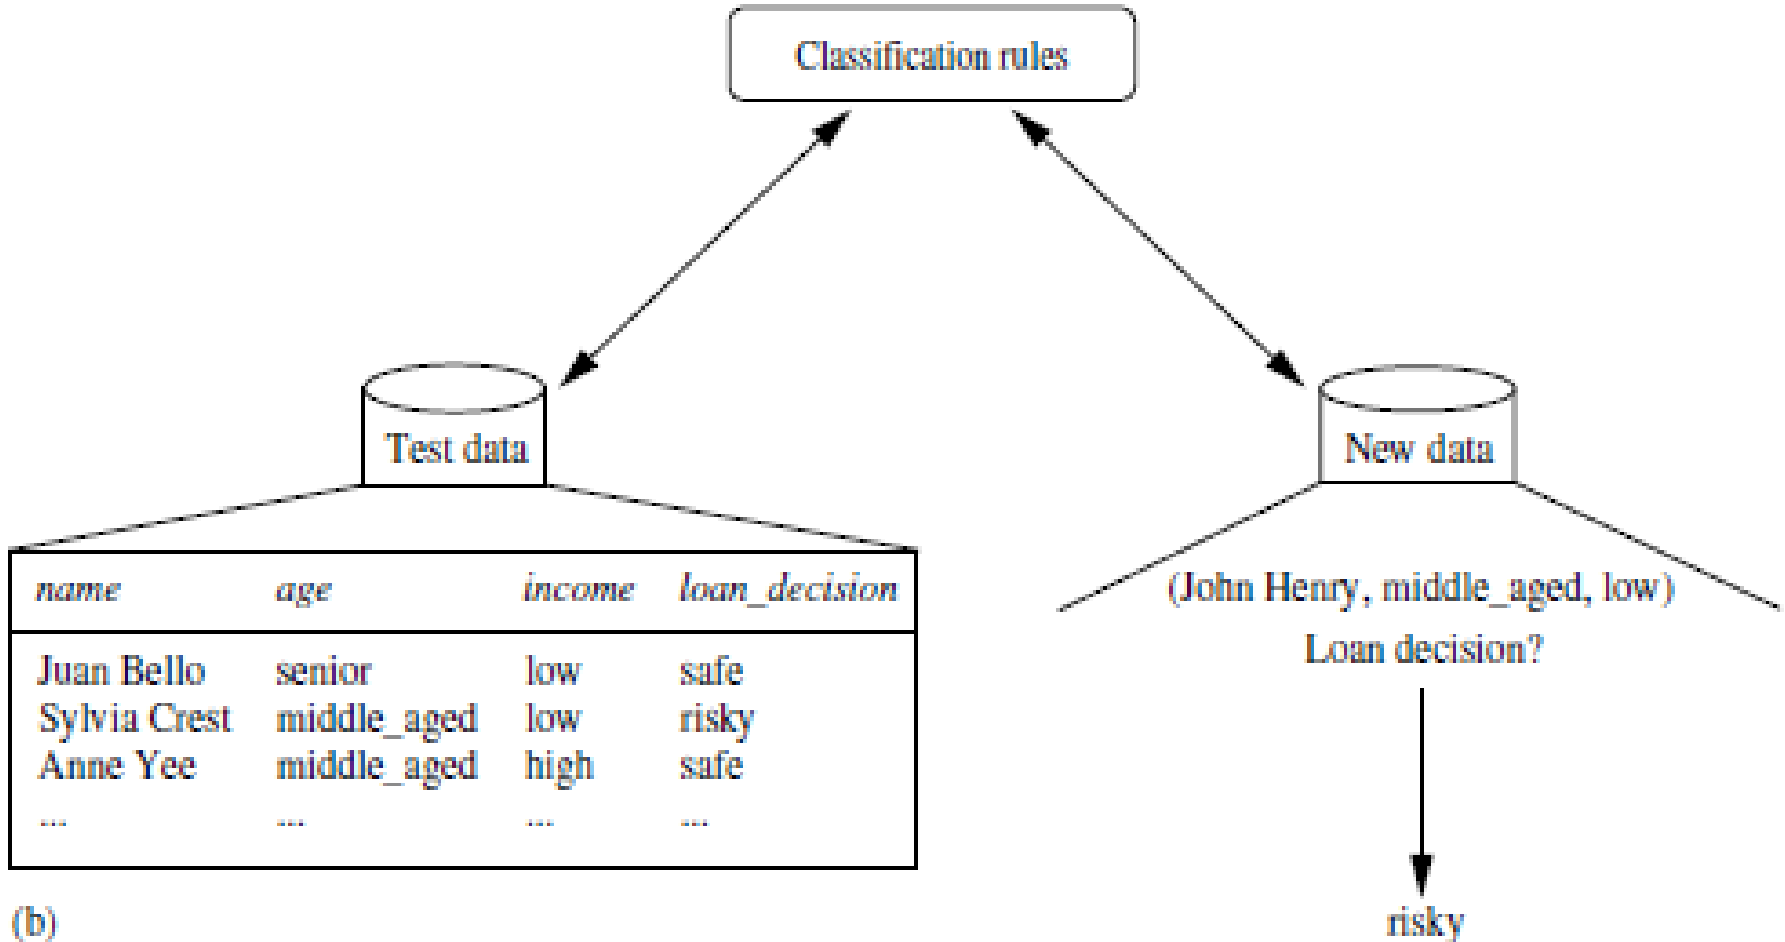 Classification rules
Test data
New data
name age income loan_decision
Juan Bello senior low safe
Sylvia Crest middle_aged low risky
Anne Yee middle_aged high safe
... ... ... ...
(John Henry, middle_aged, low)
Loan decision?
risky
(b)